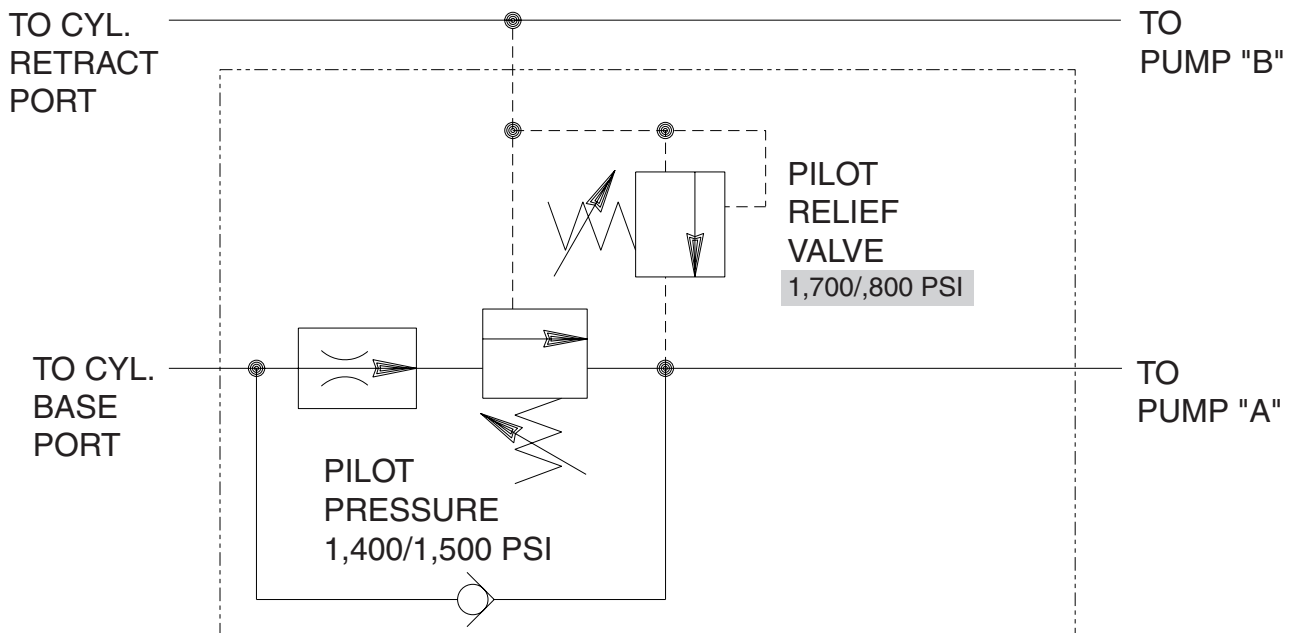 TO CYL.
RETRACT
PORT
TO
PUMP "B"
PILOT
RELIEF
VALVE
1,700/,800 PSI
TO CYL.
BASE
PORT
TO
PUMP "A"
PILOT
PRESSURE
1,400/1,500 PSI